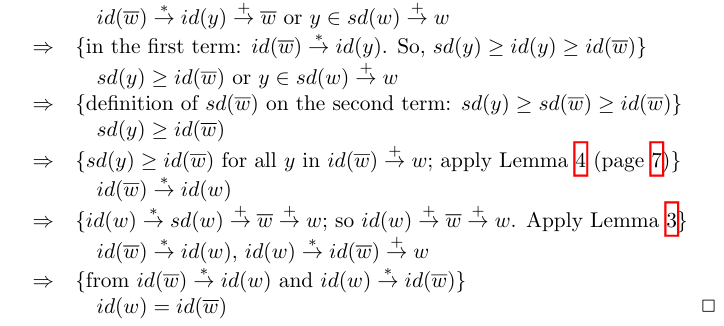 id(w̅) →* id(y) →+ w̅ or y ∈ sd(w) →+ w
⇒ {in the first term: id(w̅) →* id(y). So, sd(y) ≥ id(y) ≥ id(w̅)}
sd(y) ≥ id(w̅) or y ∈ sd(w) →+ w
⇒ {definition of sd(w̅) on the second term: sd(y) ≥ sd(w̅) ≥ id(w̅)}
sd(y) ≥ id(w̅)
⇒ {sd(y) ≥ id(w̅) for all y in id(w̅) →+ w; apply Lemma 4 (page 7)}
id(w̅) →* id(w)
⇒ {id(w) →* sd(w) →+ w̅ →+ w; so id(w) →+ w̅ →+ w. Apply Lemma 3}
id(w̅) →* id(w), id(w) →* id(w̅) →+ w
⇒ {from id(w̅) →* id(w) and id(w) →* id(w̅)}
id(w) = id(w̅) □